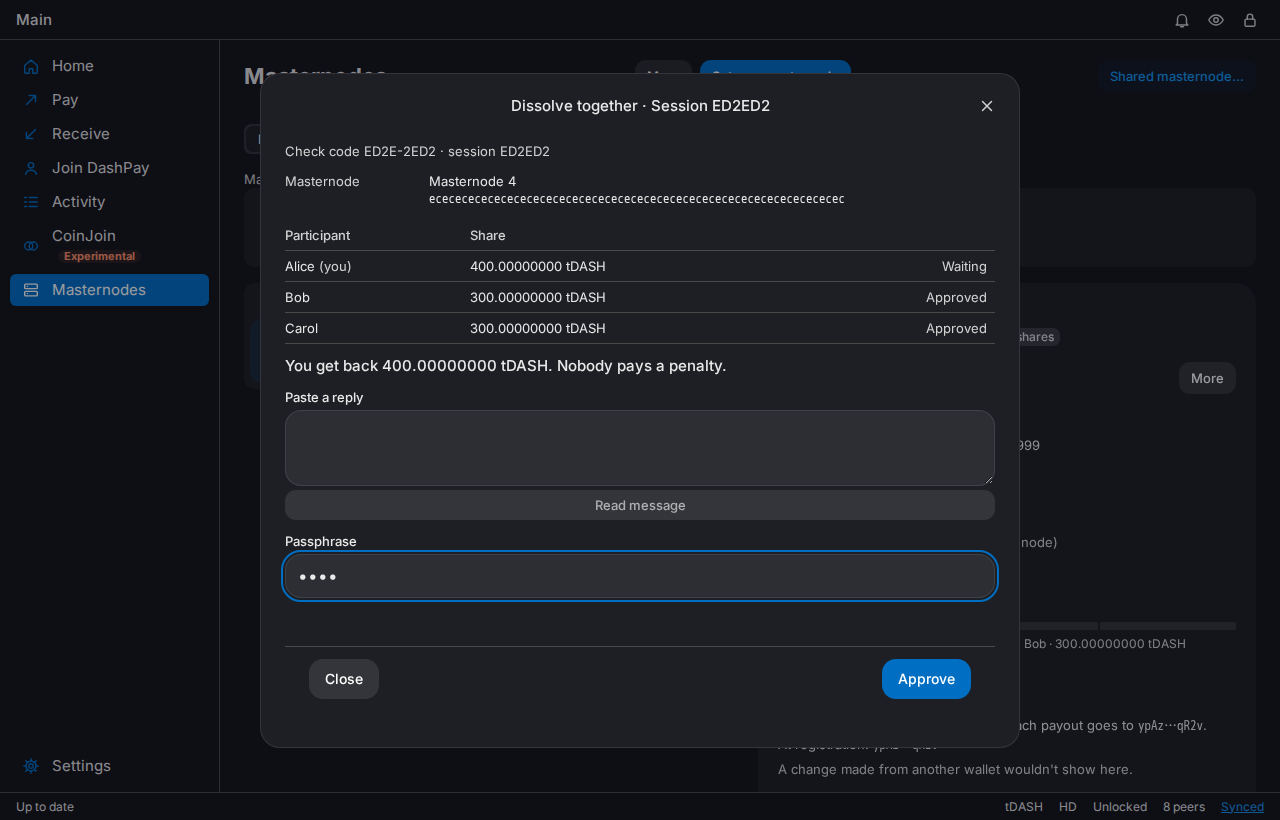 Main
Home
Pay
Receive
Join DashPay
Activity
CoinJoin
Experimental
Masternodes
Settings
Masternodes
Shared masternode...
Dissolve together · Session ED2ED2
Check code ED2E-2ED2 · session ED2ED2
Masternode Masternode 4
ecececececececececececececececececececececececececececececececec
Participant Share
Alice (you) 400.00000000 tDASH Waiting
Bob 300.00000000 tDASH Approved
Carol 300.00000000 tDASH Approved
You get back 400.00000000 tDASH. Nobody pays a penalty.
Paste a reply
Read message
Passphrase
Close Approve
shares
More
999
node)
Bob · 300.00000000 tDASH
payout goes to ypAz…qR2v.
A change made from another wallet wouldn't show here.
Up to date tDASH HD Unlocked 8 peers Synced